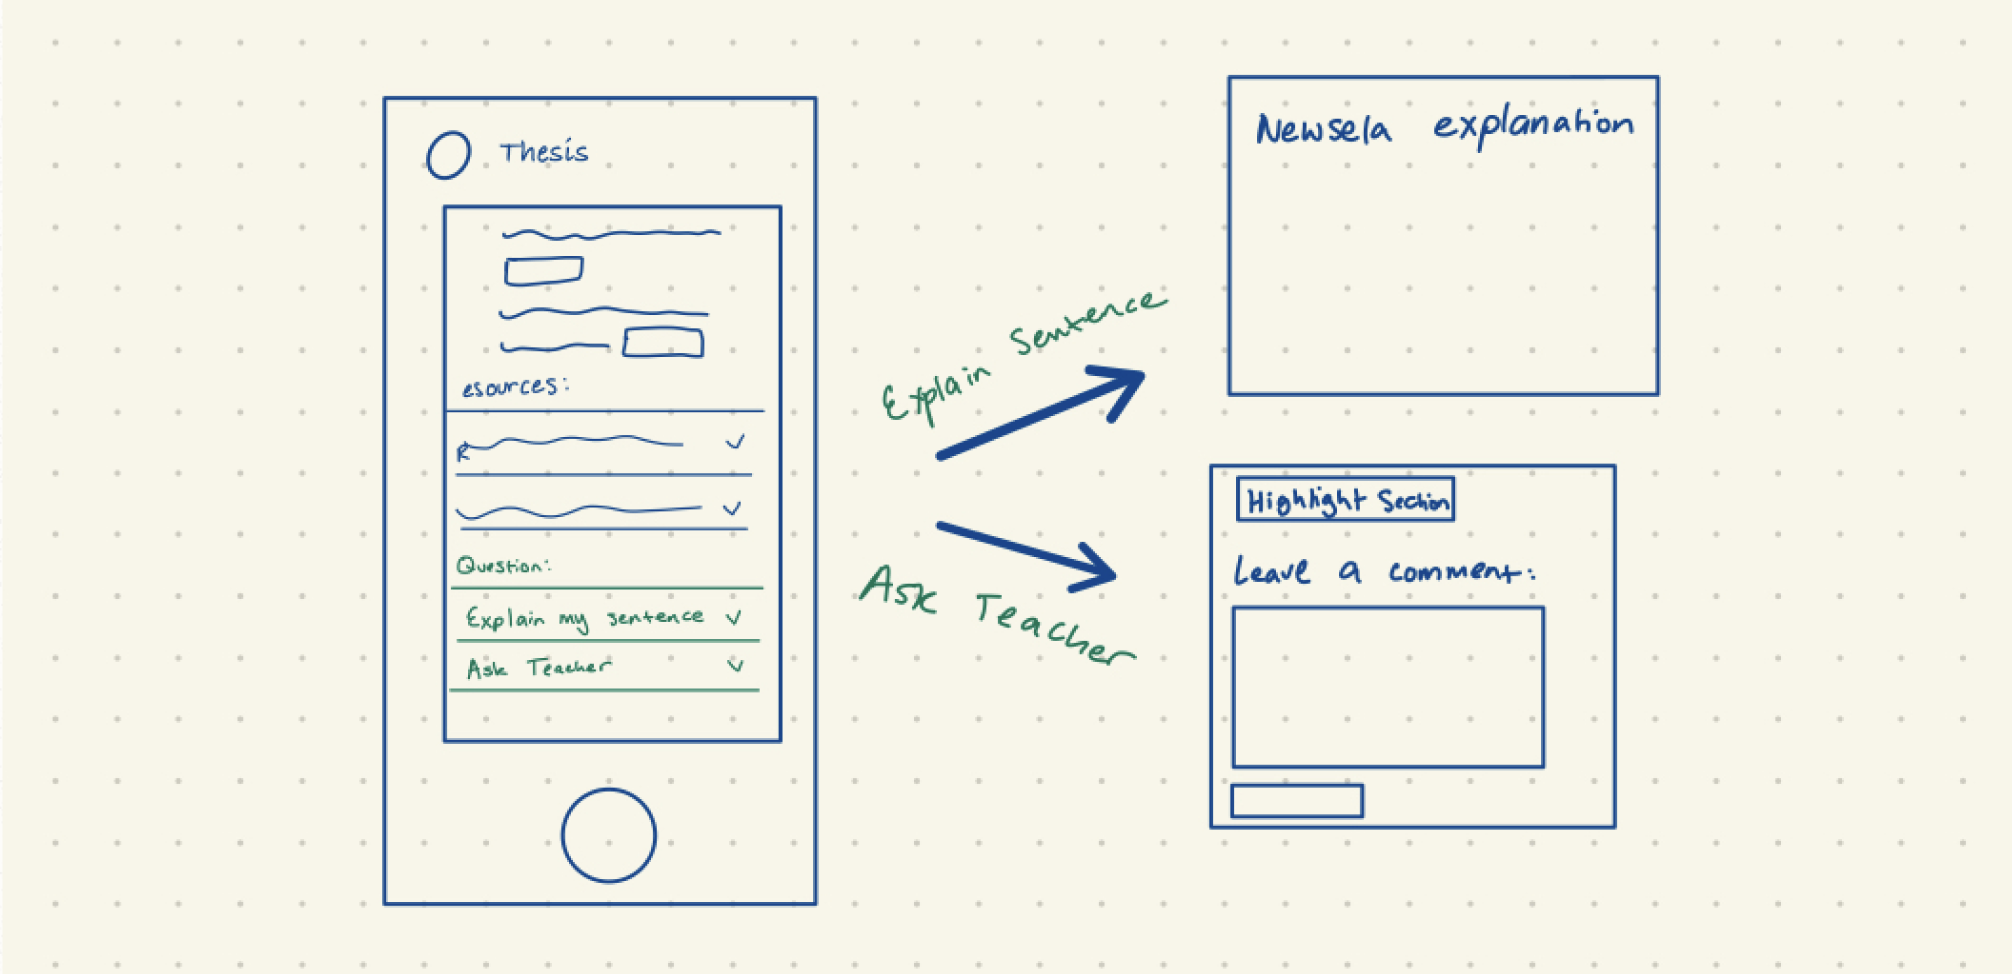 Thesis
esources:
R
Question:
Explain my sentence
Ask Teacher
Explain Sentence
Ask Teacher
Newsela explanation
Highlight Section
Leave a comment: